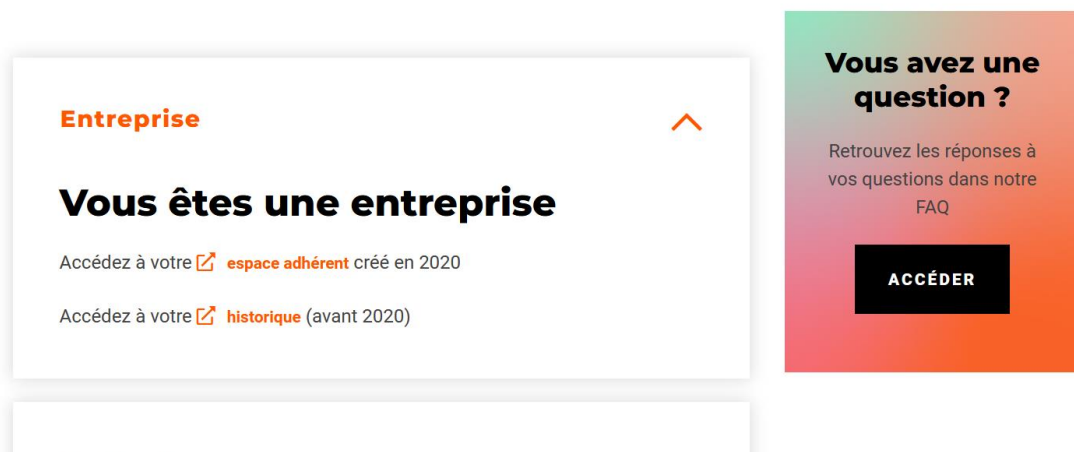 Entreprise
Vous êtes une entreprise
Accédez à votre espace adhérent créé en 2020
Accédez à votre historique (avant 2020)
Vous avez une
question ?
Retrouvez les réponses à
vos questions dans notre
FAQ
ACCÉDER